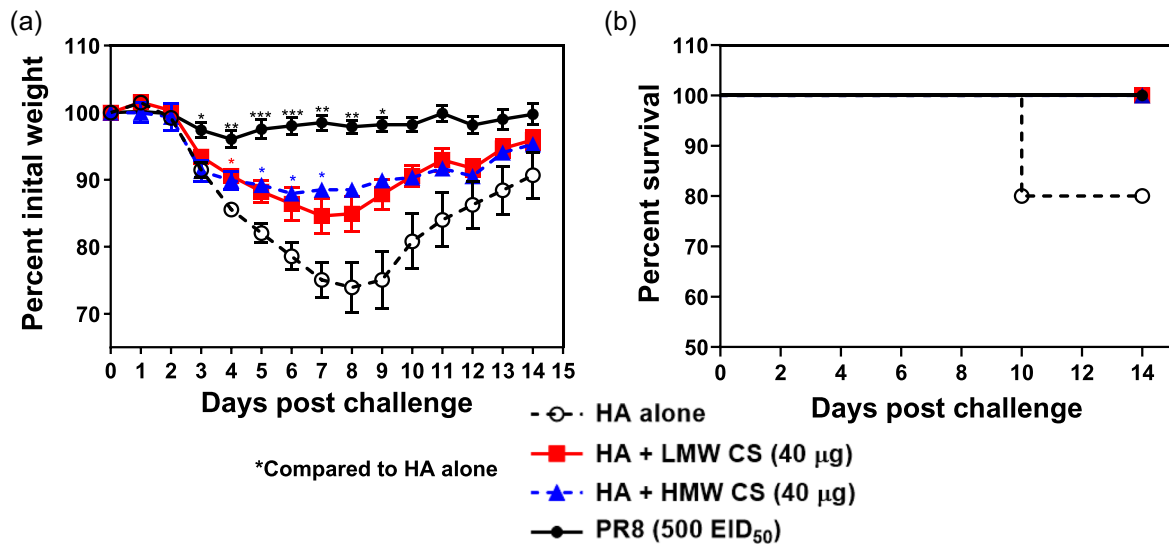 (a)
110
100
90
80
70
Percent inital weight
* ** *** *** ** ** *
* * * *
0 1 2 3 4 5 6 7 8 9 10 11 12 13 14 15
Days post challenge
*Compared to HA alone
(b)
110
100
90
80
70
60
50
Percent survival
0 2 4 6 8 10 12 14
Days post challenge
HA alone
HA + LMW CS (40 μg)
HA + HMW CS (40 μg)
PR8 (500 EID50)